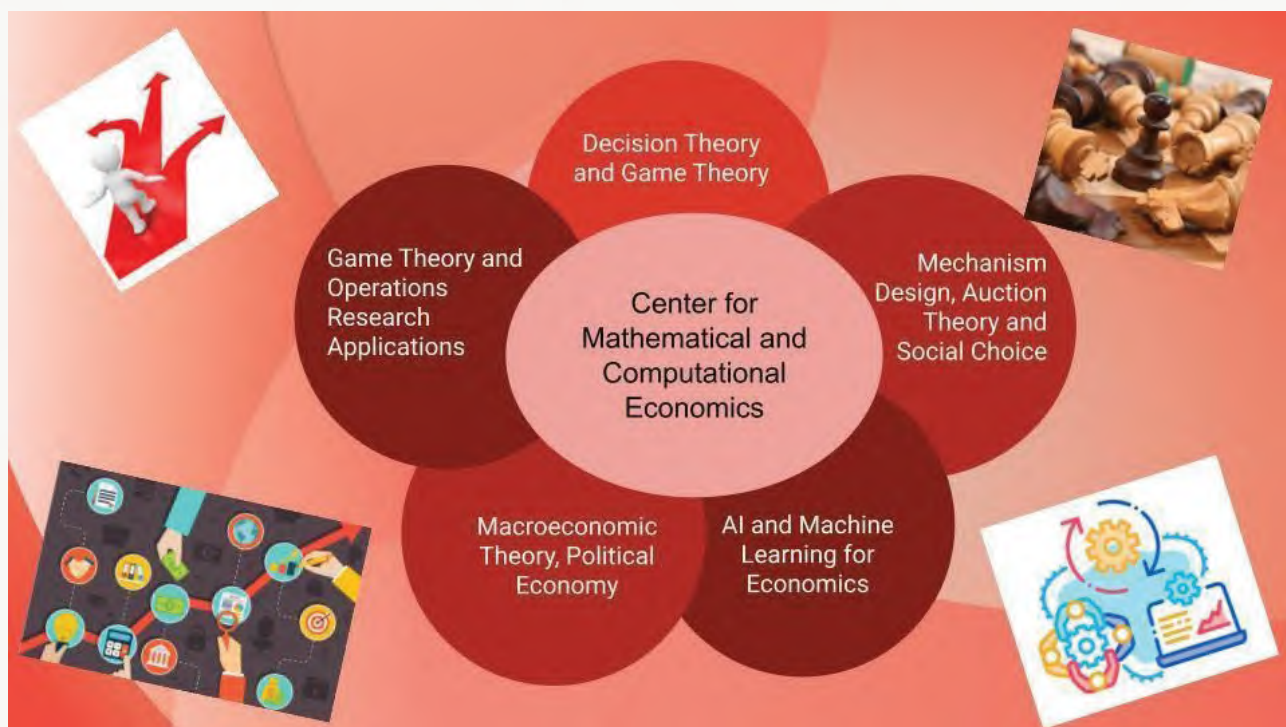 Decision Theory
and Game Theory
Game Theory and
Operations
Research
Applications
Mechanism
Design, Auction
Theory and
Social Choice
Center for
Mathematical and
Computational
Economics
Macroeconomic
Theory, Political
Economy
AI and Machine
Learning for
Economics